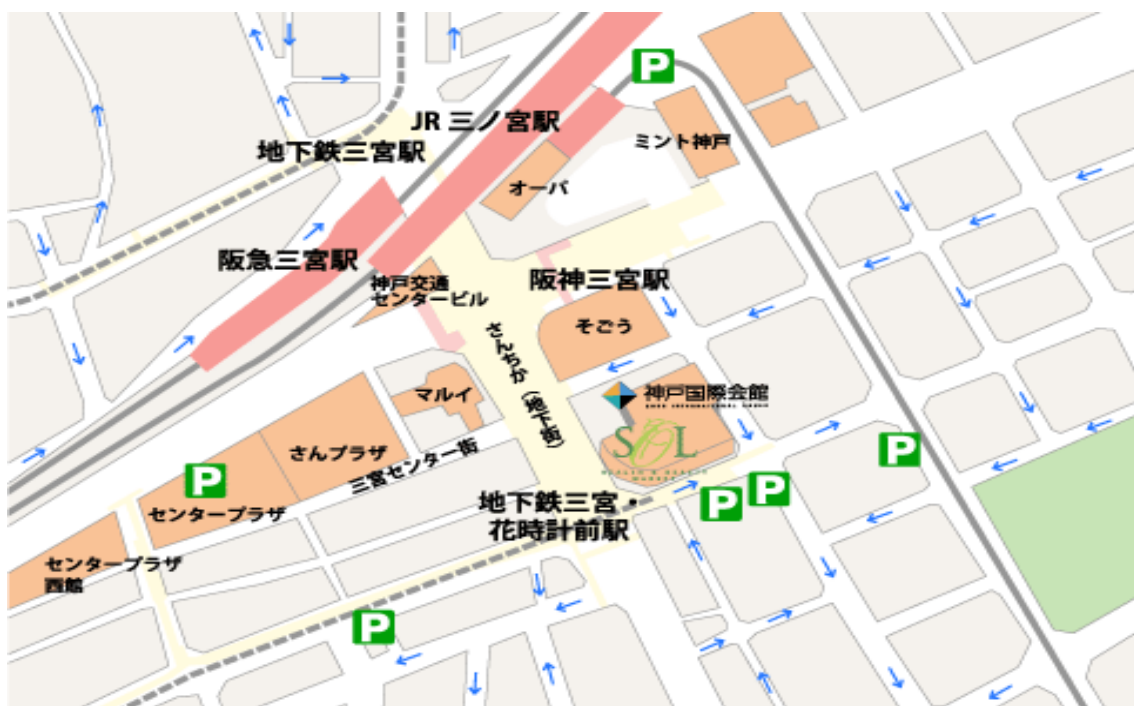 P
JR 三ノ宮駅
地下鉄三宮駅
ミント神戸
オーパ
阪急三宮駅
阪神三宮駅
神戸交通
センタービル
そごう
さんちか(地下街)
マルイ
神戸国際会館
SOL
さんプラザ
三宮センター街
P
P
センタープラザ
P
P
地下鉄三宮・
花時計前駅
センタープラザ
西館
P